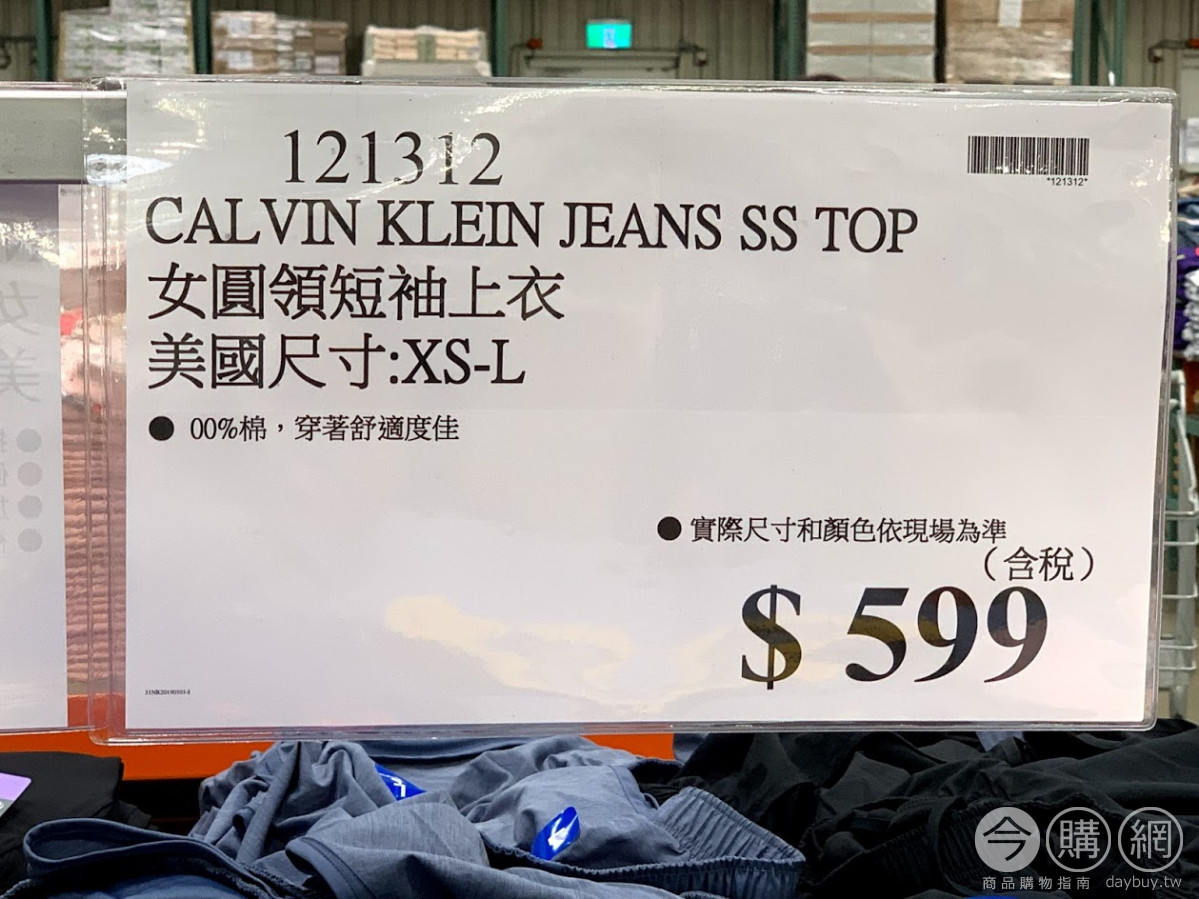 121312
*121312*
CALVIN KLEIN JEANS SS TOP
女圓領短袖上衣
美國尺寸:XS-L
● 00%棉，穿著舒適度佳
●實際尺寸和顏色依現場為準
（含稅）
$ 599
女
美
今購網
商品購物指南 daybuy.tw